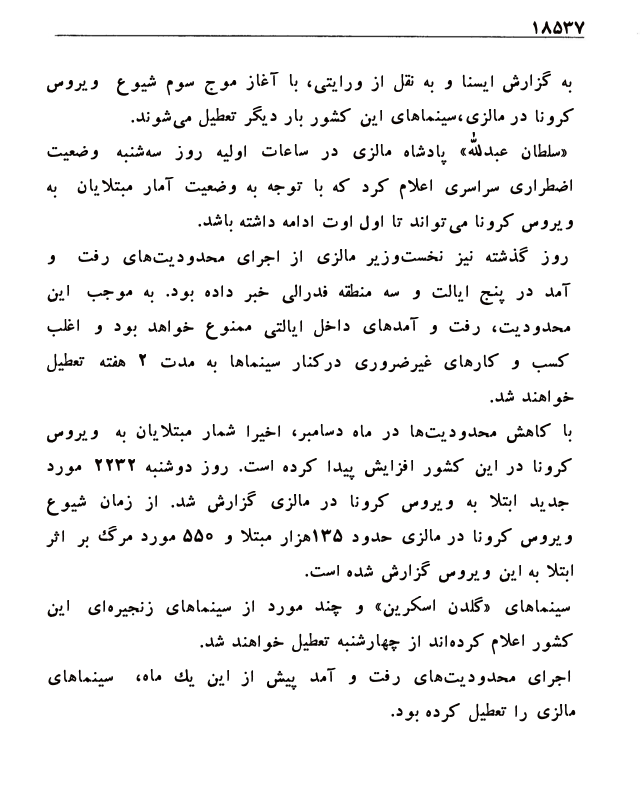 ۱۸۵۳۷
به گزارش ایسنا و به نقل از ورایتی، با آغاز موج سوم شیوع ویروس
کرونا در مالزی،سینماهای این کشور بار دیگر تعطیل می‌شوند.
«سلطان عبدلله» پادشاه مالزی در ساعات اولیه روز سه‌شنبه وضعیت
اضطراری سراسری اعلام کرد که با توجه به وضعیت آمار مبتلایان به
ویروس کرونا می‌تواند تا اول اوت ادامه داشته باشد.
روز گذشته نیز نخست‌وزیر مالزی از اجرای محدودیت‌های رفت و
آمد در پنج ایالت و سه منطقه فدرالی خبر داده بود. به موجب این
محدودیت، رفت و آمدهای داخل ایالتی ممنوع خواهد بود و اغلب
کسب و کارهای غیرضروری درکنار سینماها به مدت ۲ هفته تعطیل
خواهند شد.
با کاهش محدودیت‌ها در ماه دسامبر، اخیرا شمار مبتلایان به ویروس
کرونا در این کشور افزایش پیدا کرده است. روز دوشنبه ۲۲۳۲ مورد
جدید ابتلا به ویروس کرونا در مالزی گزارش شد. از زمان شیوع
ویروس کرونا در مالزی حدود ۱۳۵هزار مبتلا و ۵۵۰ مورد مرگ بر اثر
ابتلا به این ویروس گزارش شده است.
سینماهای «گلدن اسکرین» و چند مورد از سینماهای زنجیره‌ای این
کشور اعلام کرده‌اند از چهارشنبه تعطیل خواهند شد.
اجرای محدودیت‌های رفت و آمد پیش از این یك ماه، سینماهای
مالزی را تعطیل کرده بود.